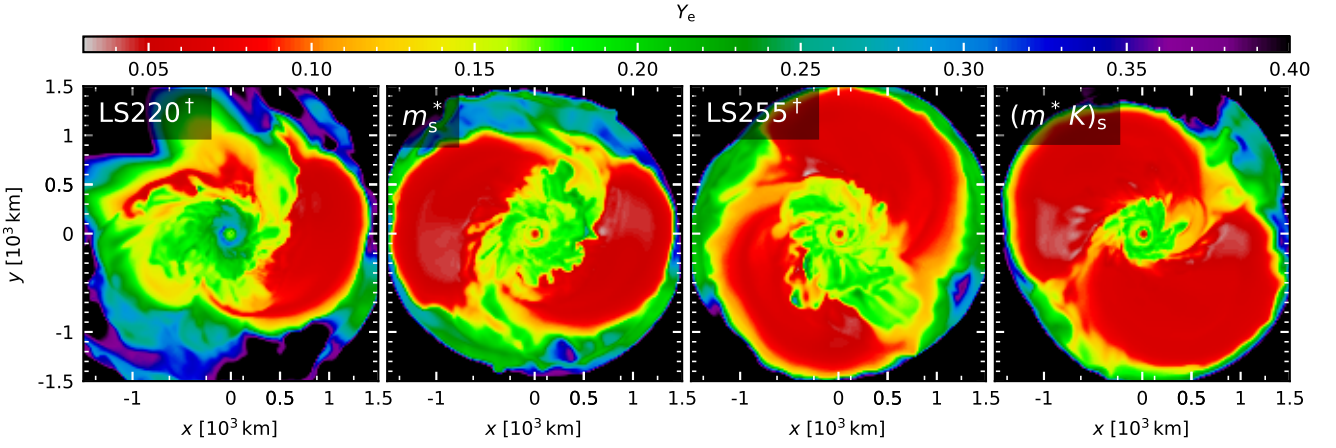 Yₑ
0.05 0.10 0.15 0.20 0.25 0.30 0.35 0.40
LS220† mₛ* LS255† (m* K)ₛ
1.5
1
0.5
0
-0.5
-1
-1.5
y [10³ km]
-1 0 0.5 1 1.5 -1 0 0.5 1 1.5 -1 0 0.5 1 1.5 -1 0 0.5 1 1.5
x [10³ km] x [10³ km] x [10³ km] x [10³ km]